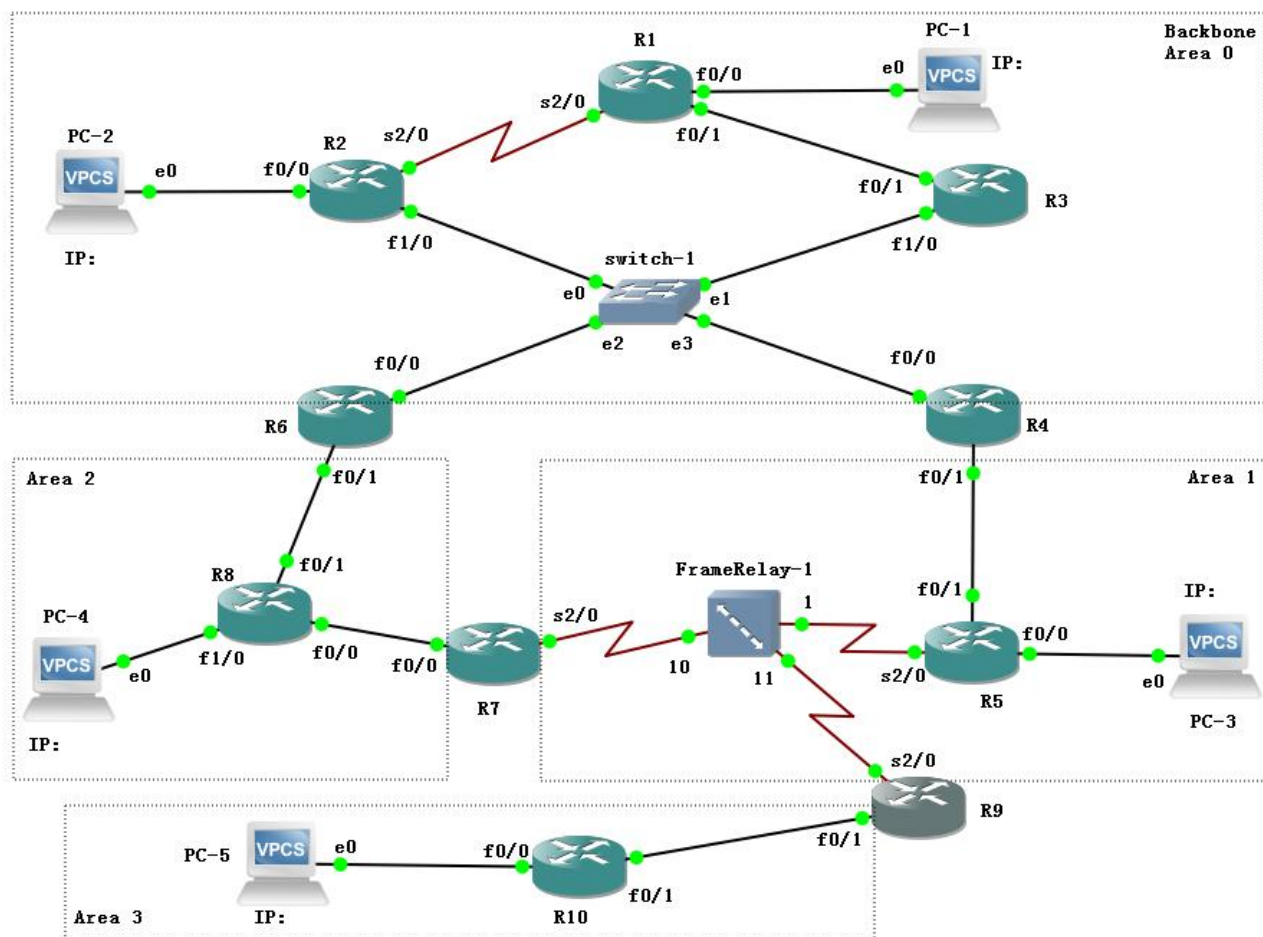 Backbone
Area 0
R1
PC-1
IP:
VPCS
e0
f0/0
s2/0
f0/1
PC-2
VPCS
e0
f0/0
R2
s2/0
f1/0
IP:
f0/1
R3
f1/0
switch-1
e0
e1
e2
e3
f0/0
R6
f0/0
R4
Area 2
f0/1
f0/1
Area 1
R8
f0/1
PC-4
VPCS
e0
f1/0
f0/0
IP:
f0/0
R7
s2/0
FrameRelay-1
10
1
11
f0/1
s2/0
R5
f0/0
IP:
VPCS
e0
PC-3
s2/0
R9
f0/1
PC-5
VPCS
e0
f0/0
f0/1
R10
IP:
Area 3